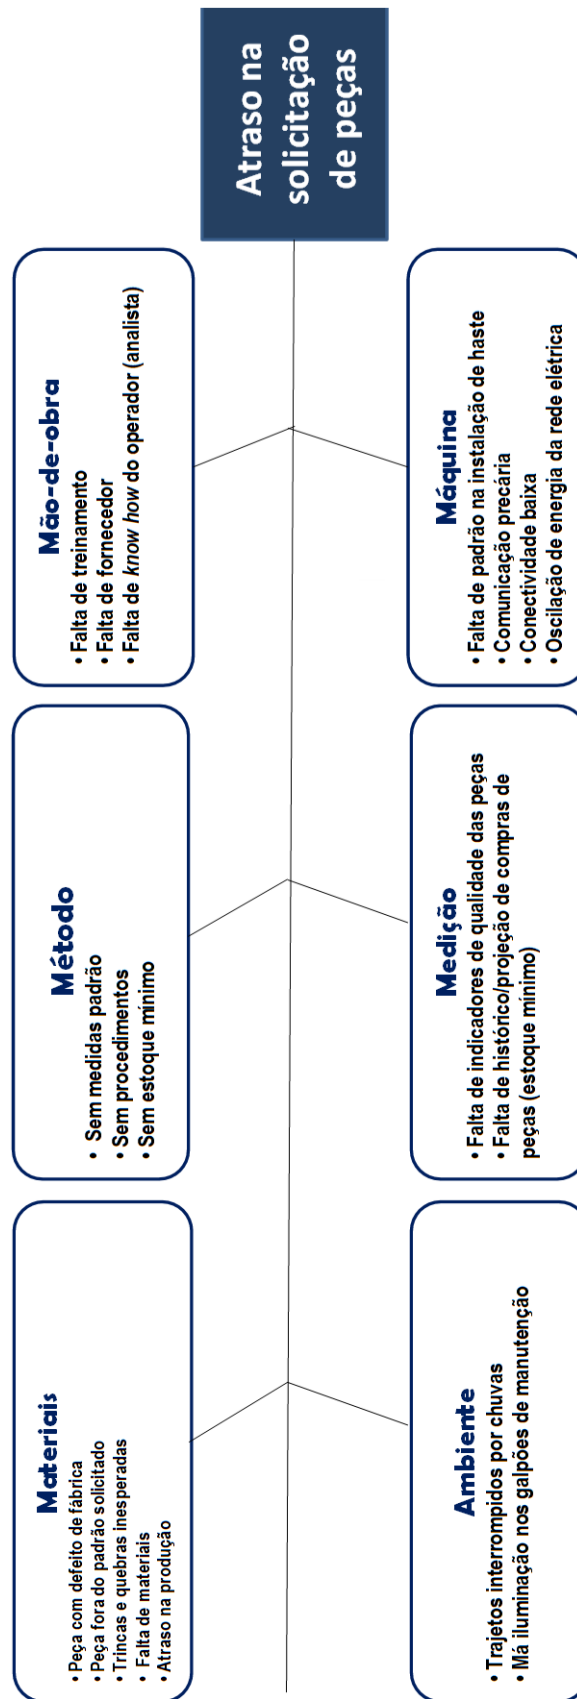 Materiais
• Peça com defeito de fábrica
• Peça fora do padrão solicitado
• Trincas e quebras inesperadas
• Falta de materiais
• Atraso na produção
Método
• Sem medidas padrão
• Sem procedimentos
• Sem estoque mínimo
Mão-de-obra
• Falta de treinamento
• Falta de fornecedor
• Falta de know how do operador (analista)
Atraso na
solicitação
de peças
Ambiente
• Trajetos interrompidos por chuvas
• Má iluminação nos galpões de manutenção
Medição
• Falta de indicadores de qualidade das peças
• Falta de histórico/projeção de compras de
peças (estoque mínimo)
Máquina
• Falta de padrão na instalação de haste
• Comunicação precária
• Conectividade baixa
• Oscilação de energia da rede elétrica